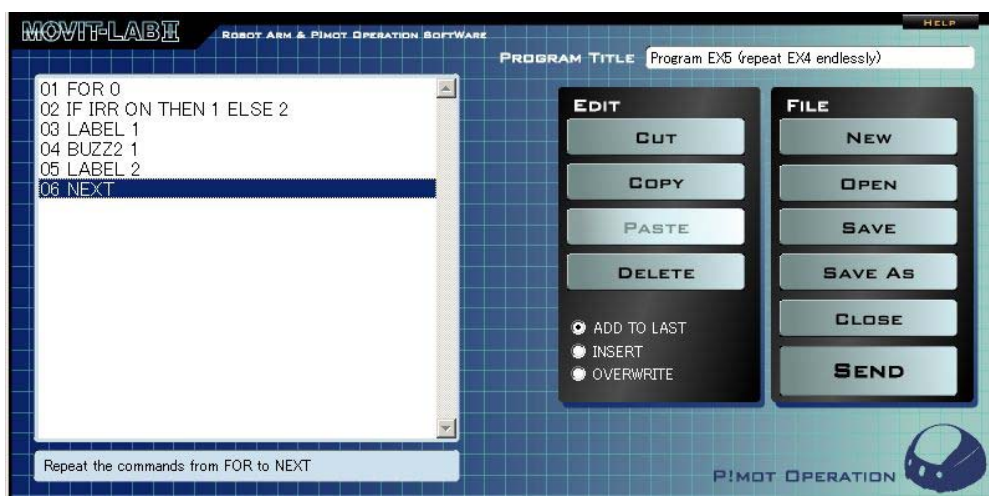 MOVIT-LAB II
ROBOT ARM & PIMOT OPERATION SOFTWARE
HELP
PROGRAM TITLE Program EX5 (repeat EX4 endlessly)
01 FOR 0
02 IF IRR ON THEN 1 ELSE 2
03 LABEL 1
04 BUZZ2 1
05 LABEL 2
06 NEXT
Repeat the commands from FOR to NEXT
EDIT
CUT
COPY
PASTE
DELETE
ADD TO LAST
INSERT
OVERWRITE
FILE
NEW
OPEN
SAVE
SAVE AS
CLOSE
SEND
P!MOT OPERATION